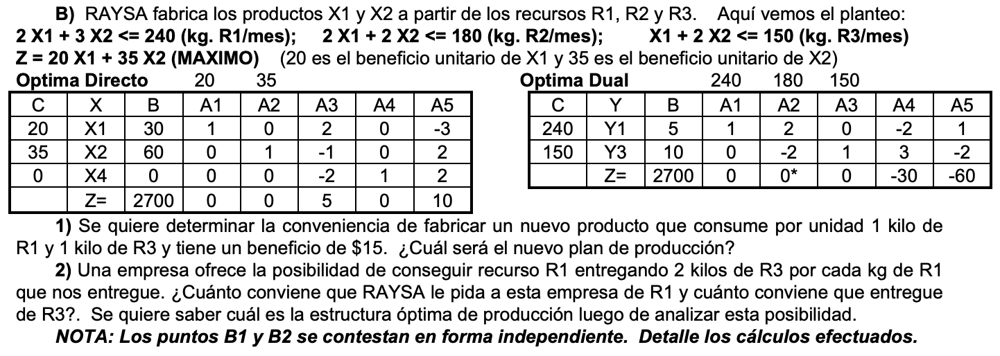 B) RAYSA fabrica los productos X1 y X2 a partir de los recursos R1, R2 y R3. Aquí vemos el planteo:
2 X1 + 3 X2 <= 240 (kg. R1/mes); 2 X1 + 2 X2 <= 180 (kg. R2/mes); X1 + 2 X2 <= 150 (kg. R3/mes)
Z = 20 X1 + 35 X2 (MAXIMO) (20 es el beneficio unitario de X1 y 35 es el beneficio unitario de X2)
Optima Directo 20 35
C X B A1 A2 A3 A4 A5
20 X1 30 1 0 2 0 -3
35 X2 60 0 1 -1 0 2
0 X4 0 0 0 -2 1 2
Z= 2700 0 0 5 0 10
Optima Dual 240 180 150
C Y B A1 A2 A3 A4 A5
240 Y1 5 1 2 0 -2 1
150 Y3 10 0 -2 1 3 -2
Z= 2700 0 0* 0 -30 -60
1) Se quiere determinar la conveniencia de fabricar un nuevo producto que consume por unidad 1 kilo de
R1 y 1 kilo de R3 y tiene un beneficio de $15. ¿Cuál será el nuevo plan de producción?
2) Una empresa ofrece la posibilidad de conseguir recurso R1 entregando 2 kilos de R3 por cada kg de R1
que nos entregue. ¿Cuánto conviene que RAYSA le pida a esta empresa de R1 y cuánto conviene que entregue
de R3?. Se quiere saber cuál es la estructura óptima de producción luego de analizar esta posibilidad.
NOTA: Los puntos B1 y B2 se contestan en forma independiente. Detalle los cálculos efectuados.